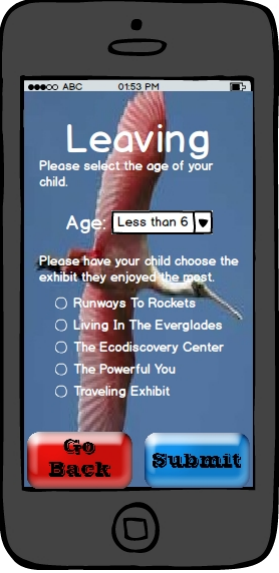 ABC 01:53 PM
Leaving
Please select the age of your
child.
Age: Less than 6
Please have your child choose the
exhibit they enjoyed the most.
Runways To Rockets
Living In The Everglades
The Ecodiscovery Center
The Powerful You
Traveling Exhibit
Go
Back
Submit